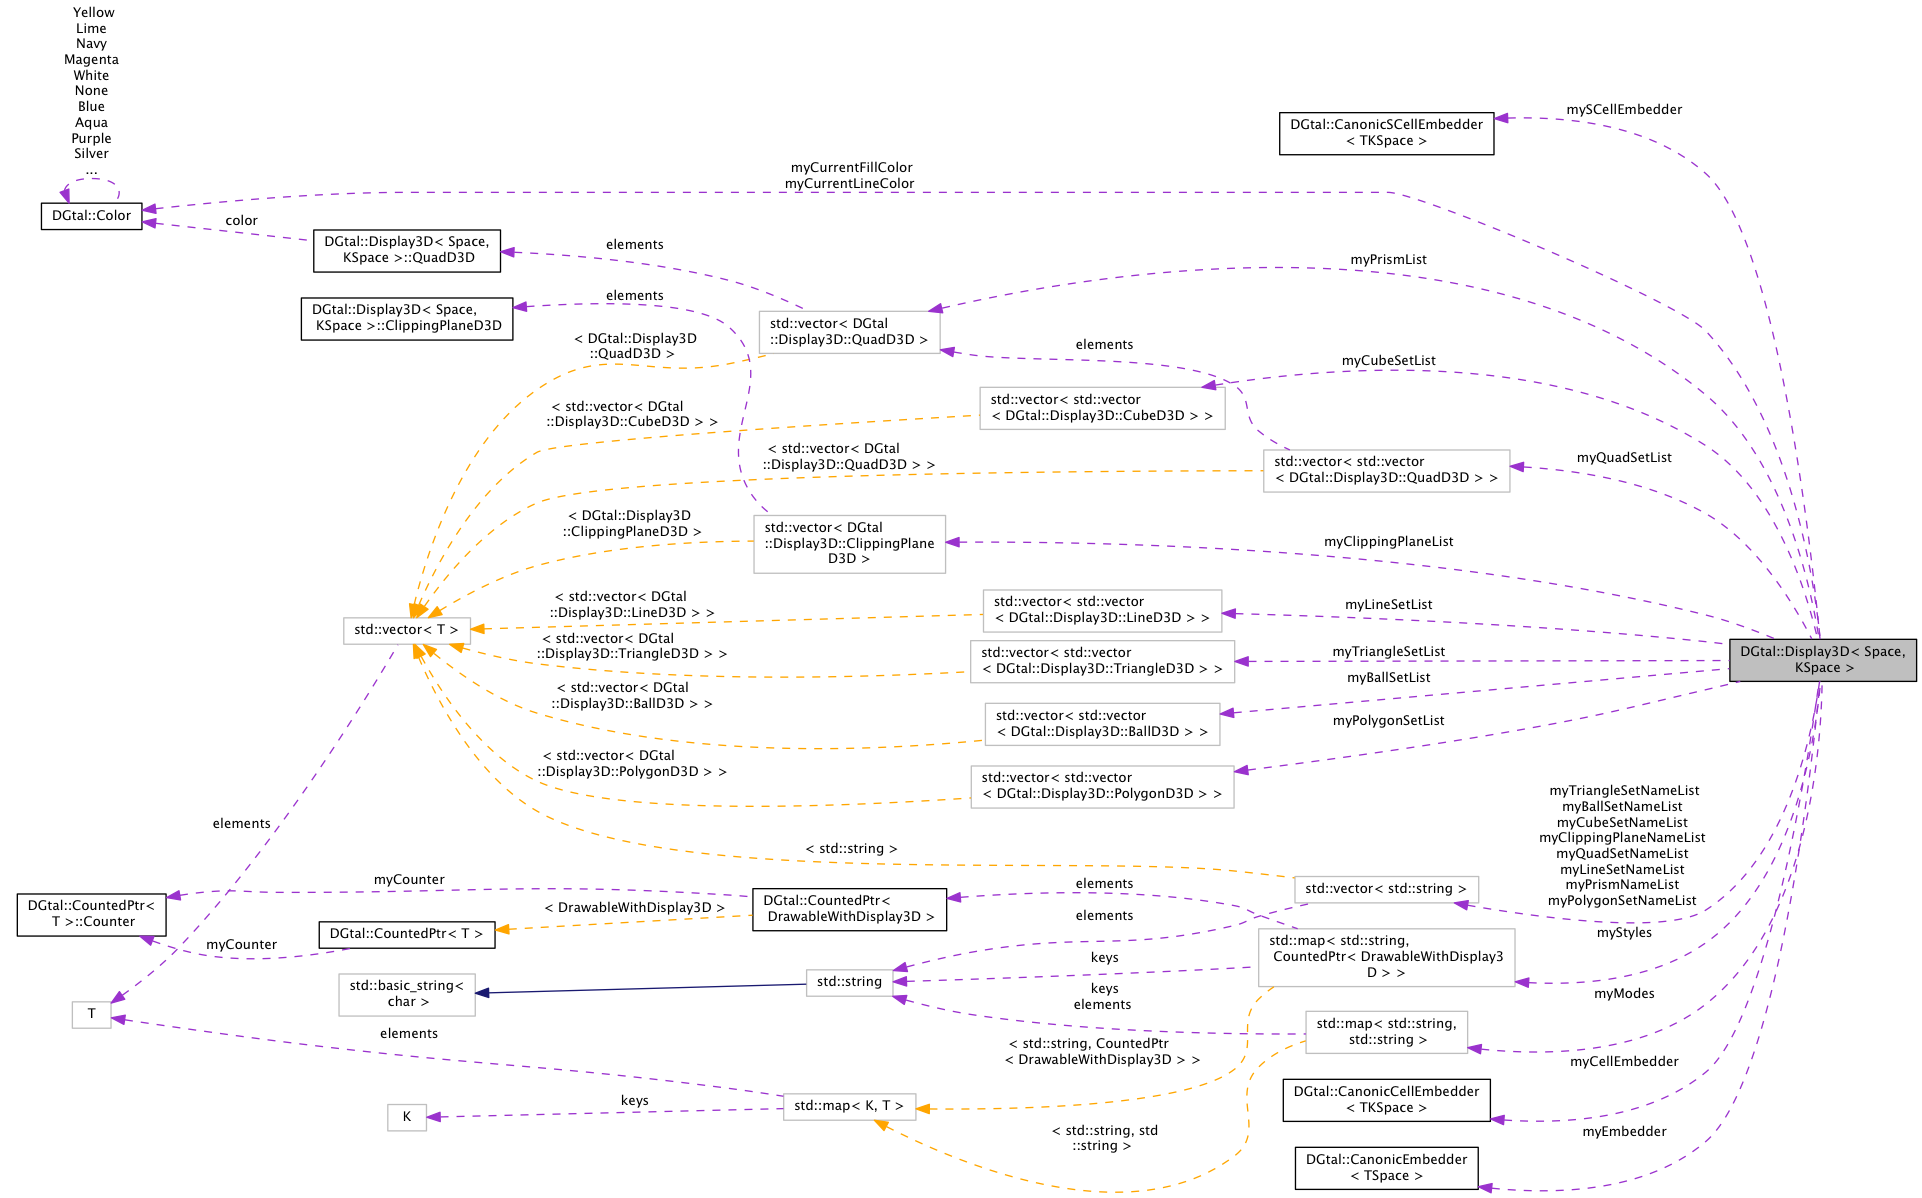 Yellow
Lime
Navy
Magenta
White
None
Blue
Aqua
Purple
Silver
...
DGtal::Color
color
myCurrentFillColor
myCurrentLineColor
DGtal::Display3D< Space,
KSpace >::QuadD3D
elements
DGtal::Display3D< Space,
KSpace >::ClippingPlaneD3D
elements
DGtal::CanonicSCellEmbedder
< TKSpace >
mySCellEmbedder
myPrismList
std::vector< DGtal
::Display3D::QuadD3D >
< DGtal::Display3D
::QuadD3D >
elements
myCubeSetList
std::vector< std::vector
< DGtal::Display3D::CubeD3D > >
< std::vector< DGtal
::Display3D::CubeD3D > >
< std::vector< DGtal
::Display3D::QuadD3D > >
std::vector< std::vector
< DGtal::Display3D::QuadD3D > >
myQuadSetList
< DGtal::Display3D
::ClippingPlaneD3D >
std::vector< DGtal
::Display3D::ClippingPlane
D3D >
myClippingPlaneList
std::vector< T >
< std::vector< DGtal
::Display3D::LineD3D > >
std::vector< std::vector
< DGtal::Display3D::LineD3D > >
myLineSetList
< std::vector< DGtal
::Display3D::TriangleD3D > >
std::vector< std::vector
< DGtal::Display3D::TriangleD3D > >
myTriangleSetList
DGtal::Display3D< Space,
KSpace >
< std::vector< DGtal
::Display3D::BallD3D > >
std::vector< std::vector
< DGtal::Display3D::BallD3D > >
myBallSetList
< std::vector< DGtal
::Display3D::PolygonD3D > >
std::vector< std::vector
< DGtal::Display3D::PolygonD3D > >
myPolygonSetList
elements
< std::string >
myTriangleSetNameList
myBallSetNameList
myCubeSetNameList
myClippingPlaneNameList
myQuadSetNameList
myLineSetNameList
myPrismNameList
myPolygonSetNameList
std::vector< std::string >
DGtal::CountedPtr<
T >::Counter
myCounter
myCounter
DGtal::CountedPtr< T >
< DrawableWithDisplay3D >
DGtal::CountedPtr<
DrawableWithDisplay3D >
elements
elements
keys
keys
elements
std::map< std::string,
CountedPtr< DrawableWithDisplay3
D > >
myStyles
myModes
std::basic_string<
char >
std::string
T
elements
std::map< std::string,
std::string >
< std::string, CountedPtr
< DrawableWithDisplay3D > >
myCellEmbedder
DGtal::CanonicCellEmbedder
< TKSpace >
K
keys
std::map< K, T >
< std::string, std
::string >
myEmbedder
DGtal::CanonicEmbedder
< TSpace >